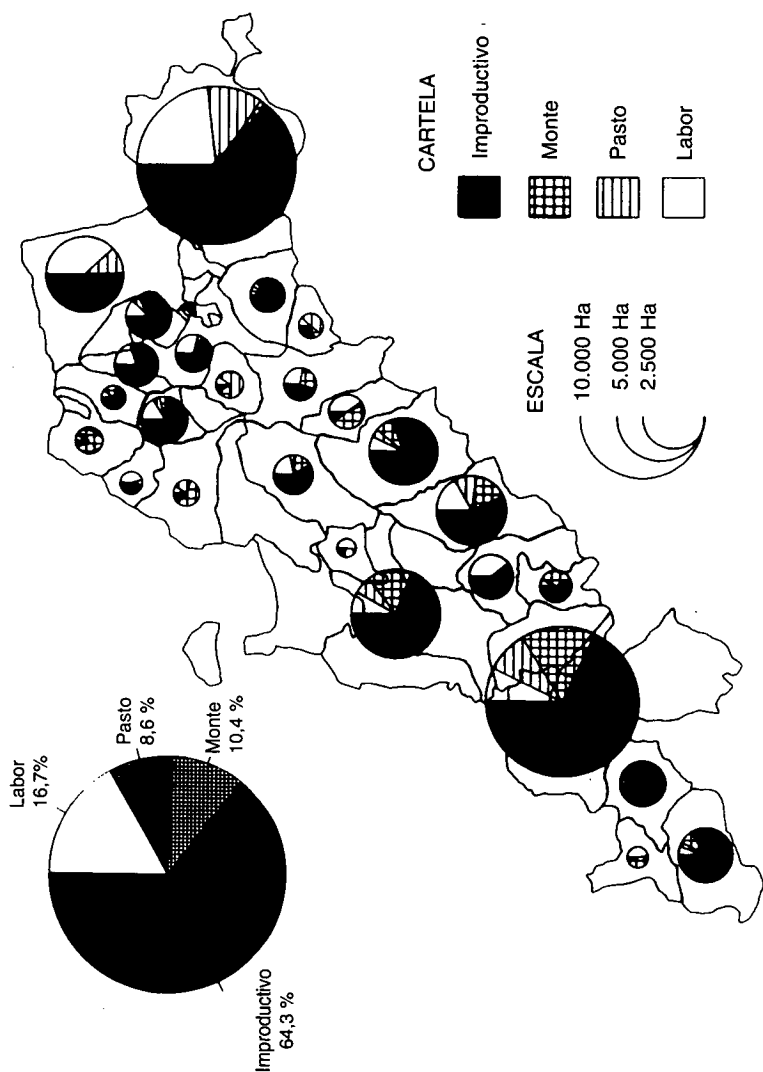 Labor
16,7%
Pasto
8,6 %
Monte
10,4 %
Improductivo
64,3 %
ESCALA
10.000 Ha
5.000 Ha
2.500 Ha
CARTELA
Improductivo
Monte
Pasto
Labor